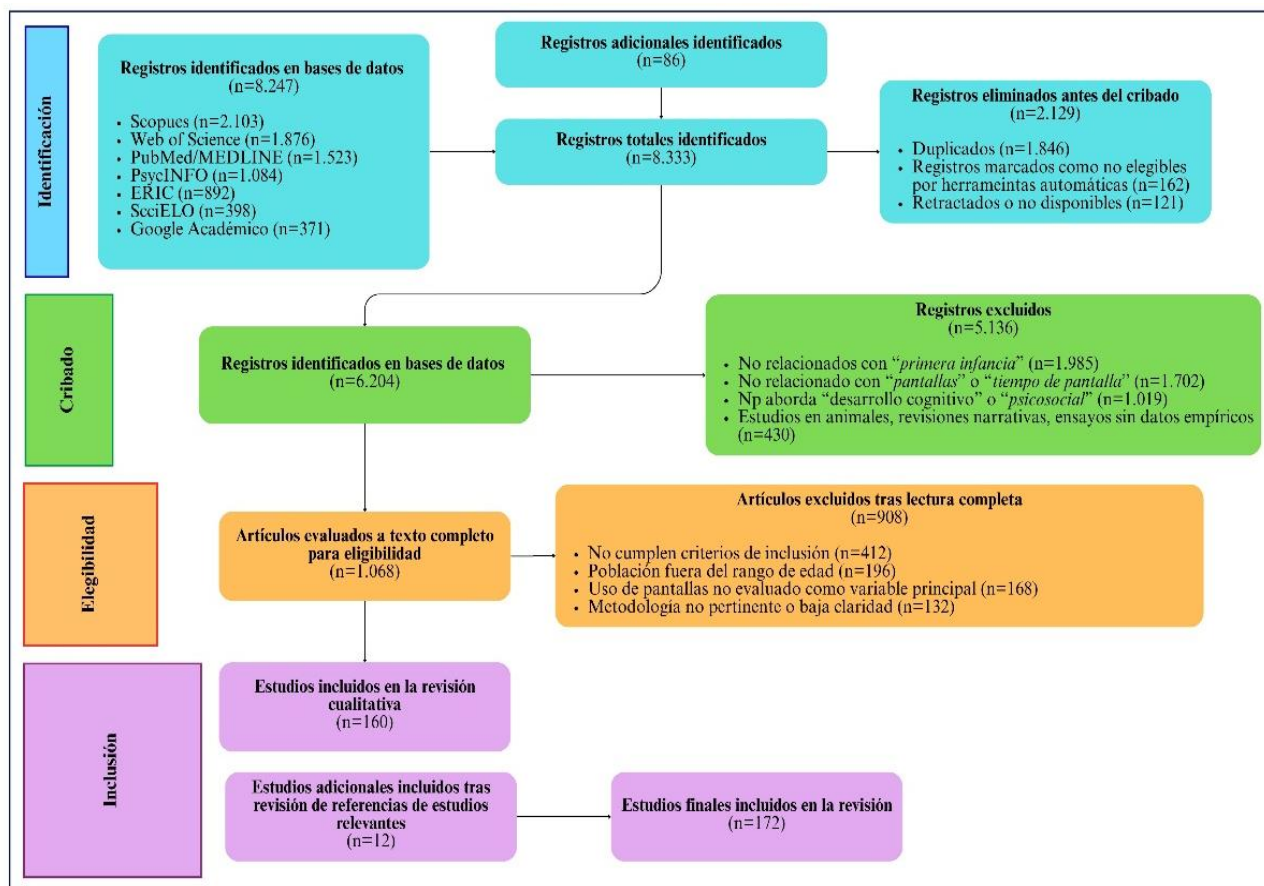 Identificación
Registros identificados en bases de datos
(n=8.247)
• Scopues (n=2.103)
• Web of Science (n=1.876)
• PubMed/MEDLINE (n=1.523)
• PsycINFO (n=1.084)
• ERIC (n=892)
• ScciELO (n=398)
• Google Académico (n=371)
Registros adicionales identificados
(n=86)
Registros totales identificados
(n=8.333)
Registros eliminados antes del cribado
(n=2.129)
• Duplicados (n=1.846)
• Registros marcados como no elegibles
por herrameintas automáticas (n=162)
• Retractados o no disponibles (n=121)
Cribado
Registros identificados en bases de datos
(n=6.204)
Registros excluidos
(n=5.136)
• No relacionados con “primera infancia” (n=1.985)
• No relacionado con “pantallas” o “tiempo de pantalla” (n=1.702)
• Np aborda “desarrollo cognitivo” o “psicosocial” (n=1.019)
• Estudios en animales, revisiones narrativas, ensayos sin datos empíricos
(n=430)
Elegibilidad
Artículos evaluados a texto completo
para eligibilidad
(n=1.068)
Artículos excluidos tras lectura completa
(n=908)
• No cumplen criterios de inclusión (n=412)
• Población fuera del rango de edad (n=196)
• Uso de pantallas no evaluado como variable principal (n=168)
• Metodología no pertinente o baja claridad (n=132)
Inclusión
Estudios incluidos en la revisión
cualitativa
(n=160)
Estudios adicionales incluidos tras
revisión de referencias de estudios
relevantes
(n=12)
Estudios finales incluidos en la revisión
(n=172)